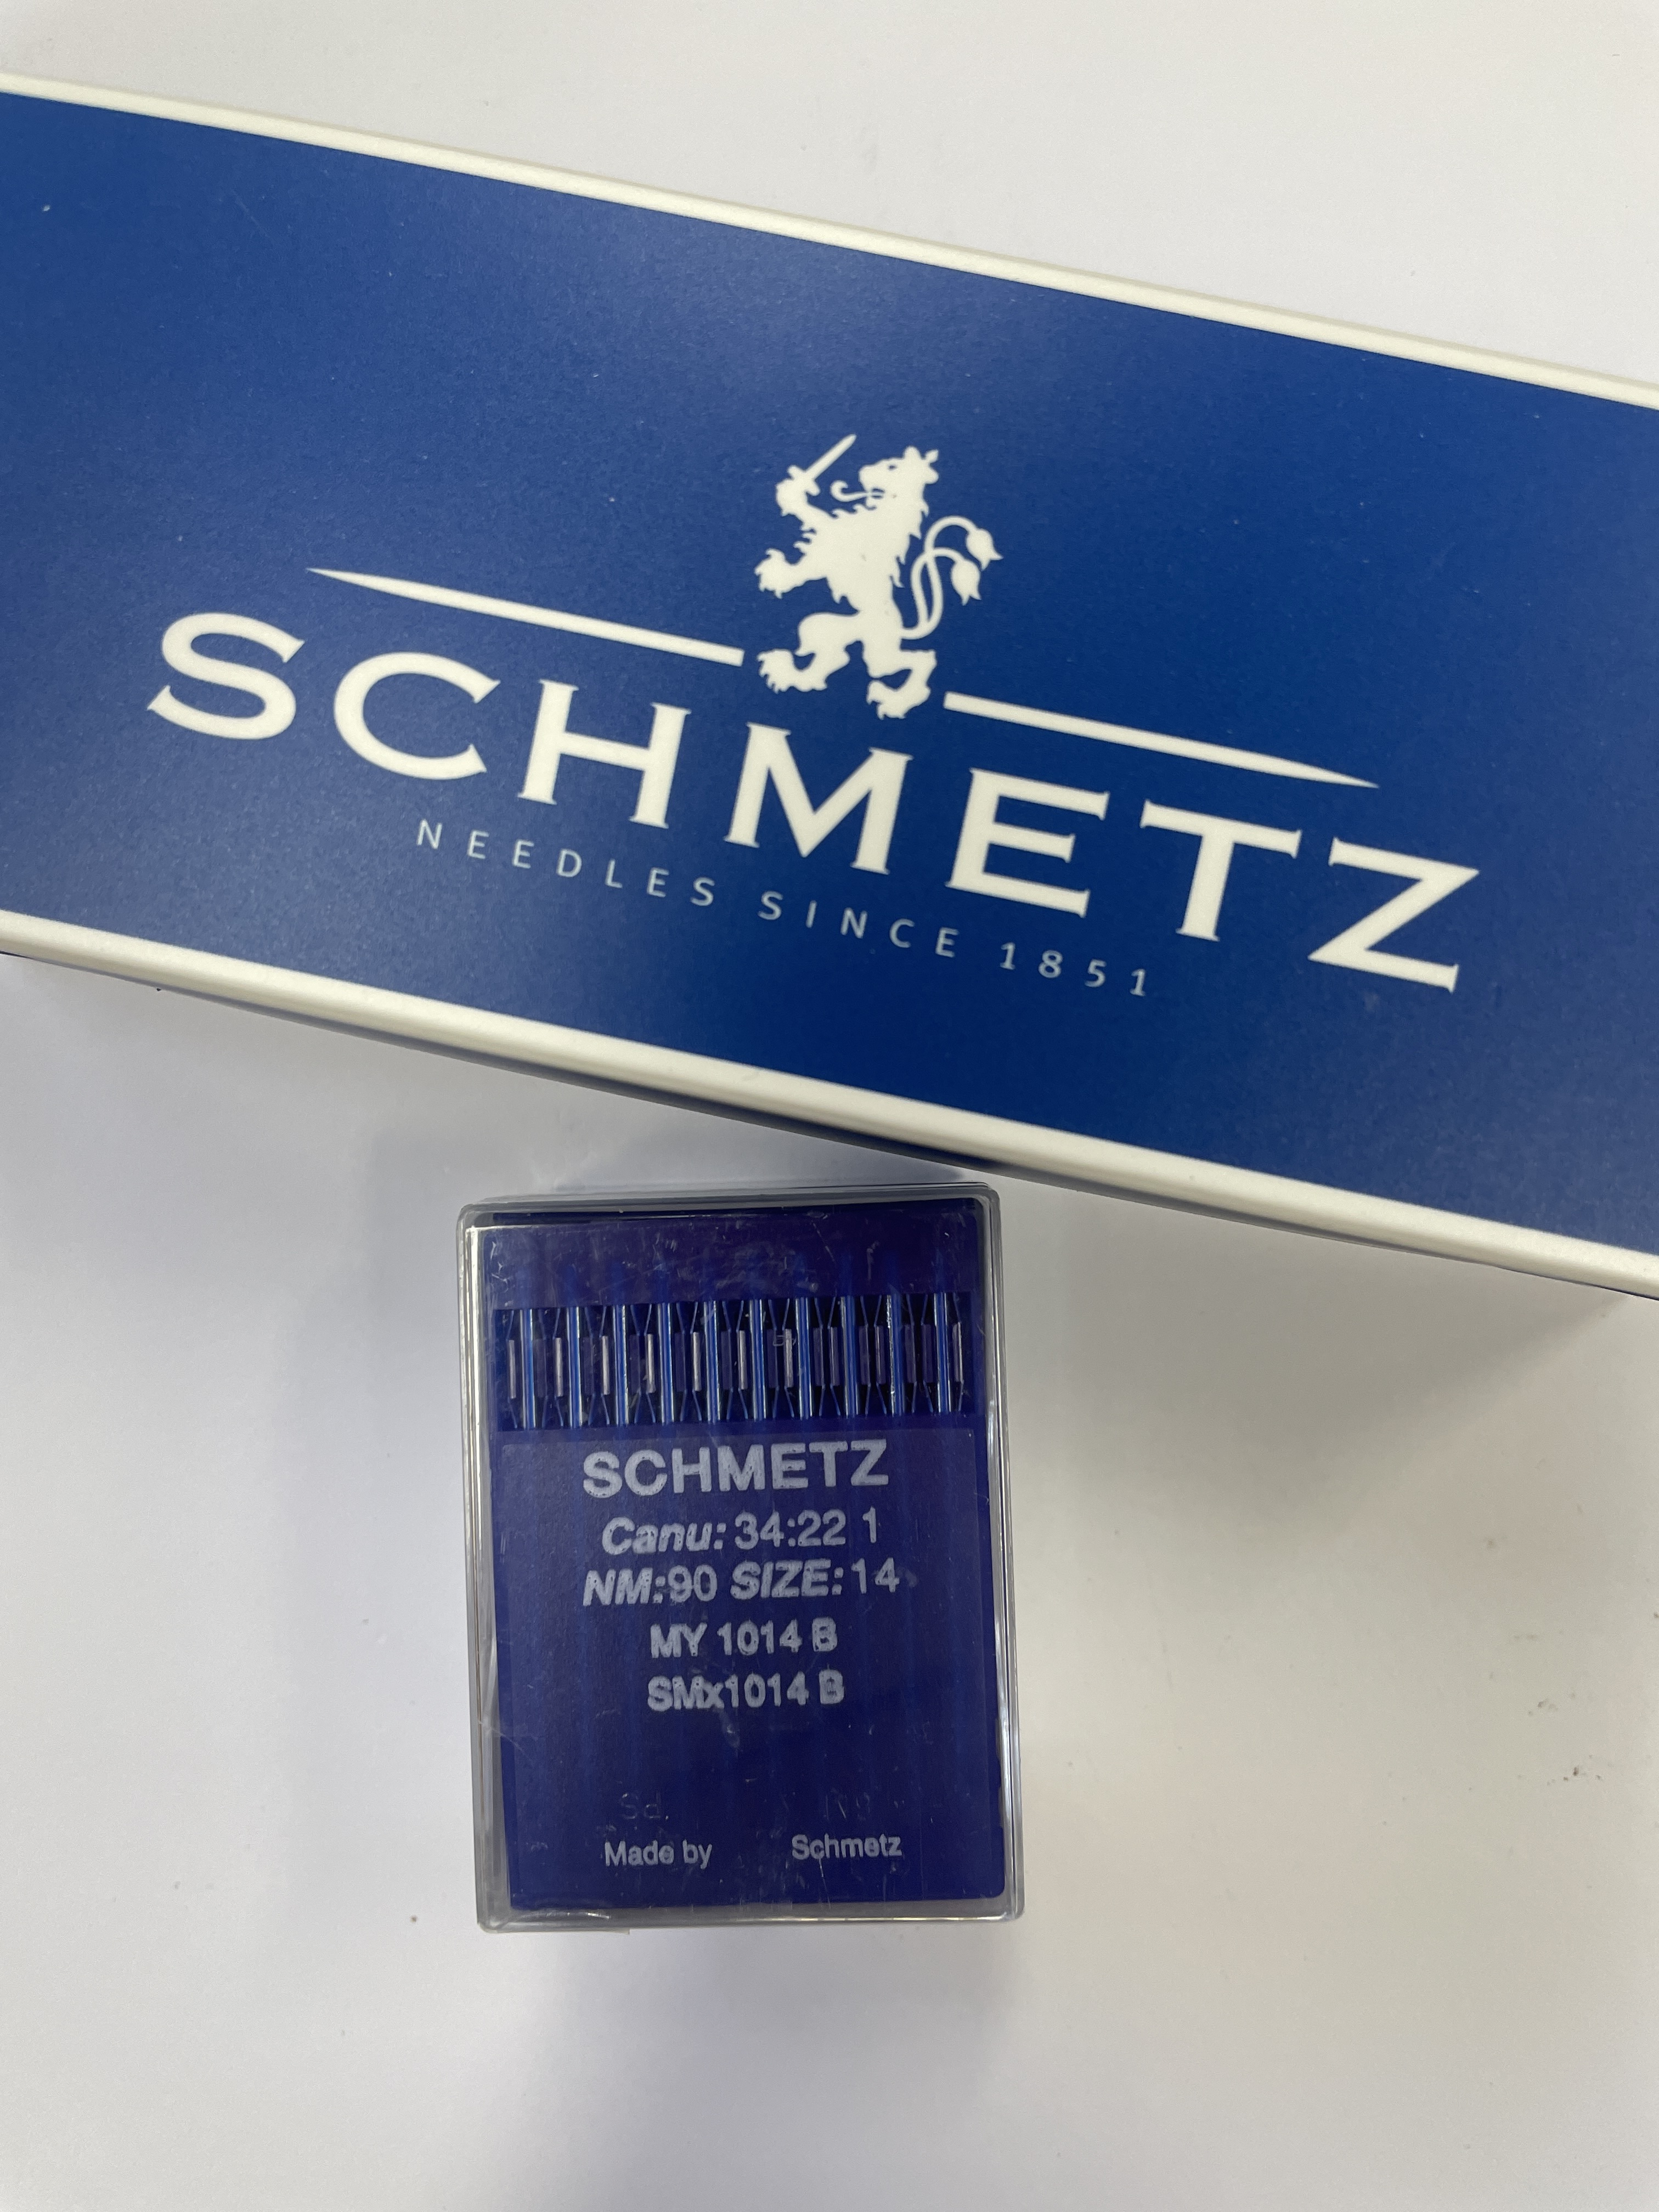 SCHMETZ
NEEDLES SINCE 1851
SCHMETZ
Canu: 34:22 1
NM:90 SIZE:14
MY 1014 B
SMx1014 B
Made by Schmetz